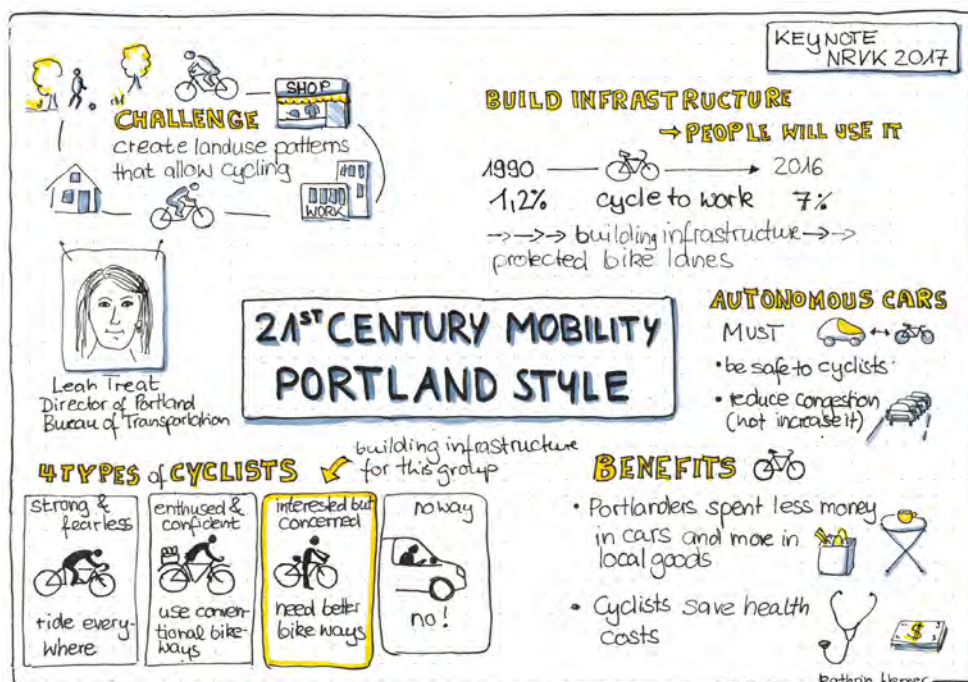 KEYNOTE
NRVK 2017
SHOP
CHALLENGE
create landuse patterns
that allow cycling
WORK
BUILD INFRASTRUCTURE
→ PEOPLE WILL USE IT
1990 2016
1,2% cycle to work 7%
→→→ building infrastructure →→
protected bike lanes
Leah Treat
Director of Portland
Bureau of Transportation
21ST CENTURY MOBILITY
PORTLAND STYLE
AUTONOMOUS CARS
MUST
• be safe to cyclists
• reduce congestion
(not increase it)
4 TYPES of CYCLISTS
building infrastructure
for this group
strong &
fearless
ride every-
where
enthused &
confident
use conven-
tional bike-
ways
interested but
concerned
need better
bike ways
no way
no!
BENEFITS
• Portlanders spent less money
in cars and more in
local goods
• Cyclists save health
costs
$